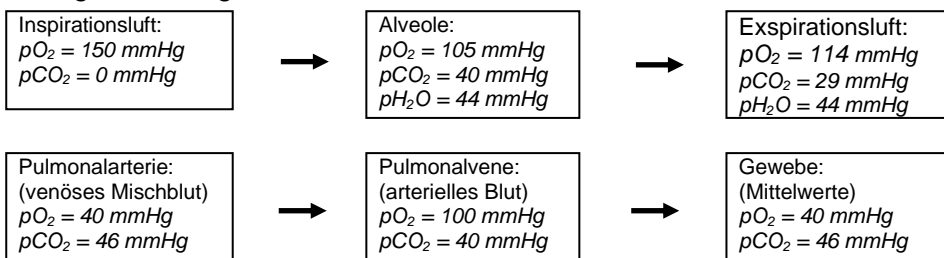 Inspirationsluft:
pO₂ = 150 mmHg
pCO₂ = 0 mmHg
Alveole:
pO₂ = 105 mmHg
pCO₂ = 40 mmHg
pH₂O = 44 mmHg
Exspirationsluft:
pO₂ = 114 mmHg
pCO₂ = 29 mmHg
pH₂O = 44 mmHg
Pulmonalarterie:
(venöses Mischblut)
pO₂ = 40 mmHg
pCO₂ = 46 mmHg
Pulmonalvene:
(arterielles Blut)
pO₂ = 100 mmHg
pCO₂ = 40 mmHg
Gewebe:
(Mittelwerte)
pO₂ = 40 mmHg
pCO₂ = 46 mmHg